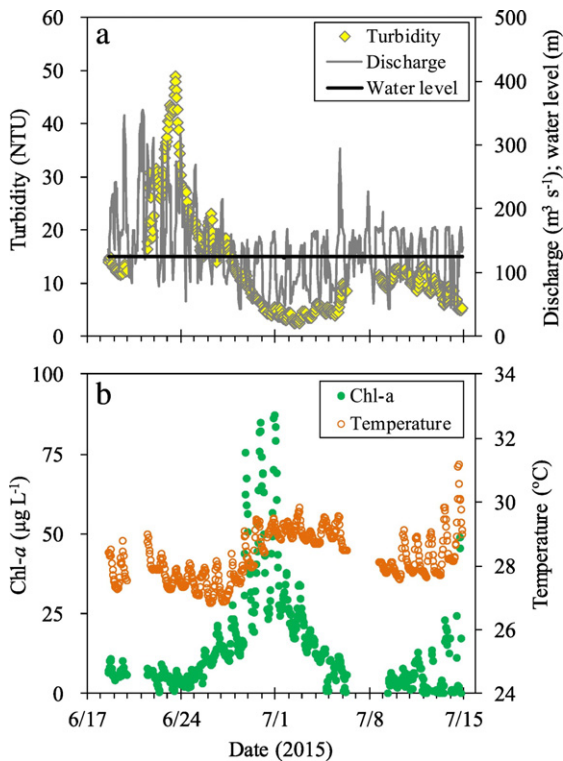 a
Turbidity
Discharge
Water level
60
50
40
30
20
10
0
Turbidity (NTU)
500
400
300
200
100
0
Discharge (m³ s⁻¹); water level (m)
b
Chl-a
Temperature
100
75
50
25
0
Chl-a (µg L⁻¹)
34
32
30
28
26
24
Temperature (ºC)
6/17
6/24
7/1
7/8
7/15
Date (2015)